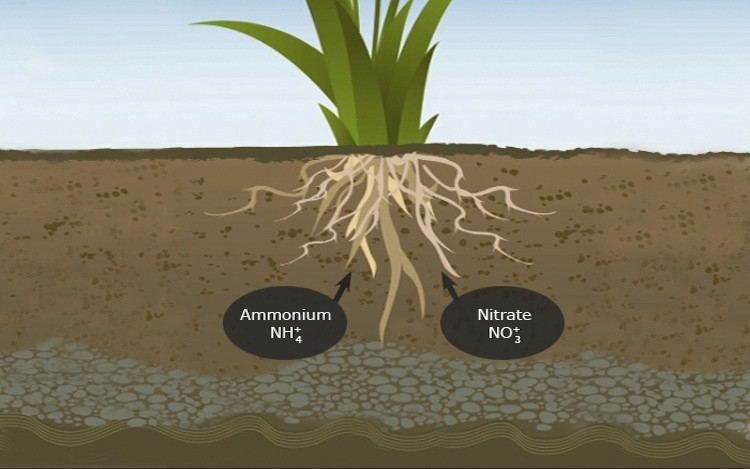 Ammonium
NH₄⁺
Nitrate
NO₃⁺